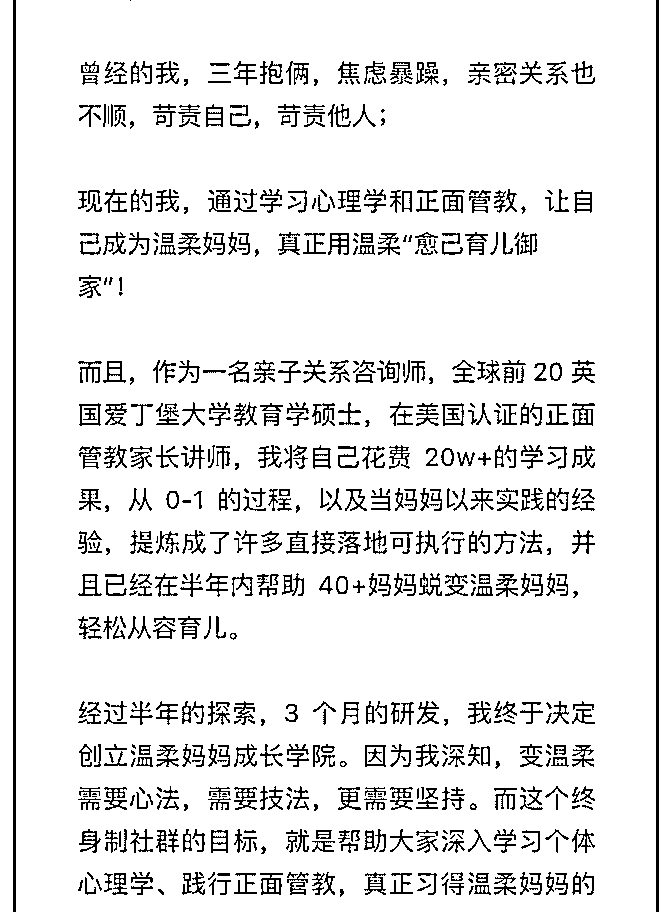 曾经的我，三年抱俩，焦虑暴躁，亲密关系也
不顺，苛责自己，苛责他人；
现在的我，通过学习心理学和正面管教，让自
己成为温柔妈妈，真正用温柔“愈己育儿御
家”！
而且，作为一名亲子关系咨询师，全球前 20 英
国爱丁堡大学教育学硕士，在美国认证的正面
管教家长讲师，我将自己花费 20w+的学习成
果，从 0-1 的过程，以及当妈妈以来实践的经
验，提炼成了许多直接落地可执行的方法，并
且已经在半年内帮助 40+妈妈蜕变温柔妈妈，
轻松从容育儿。
经过半年的探索，3 个月的研发，我终于决定
创立温柔妈妈成长学院。因为我深知，变温柔
需要心法，需要技法，更需要坚持。而这个终
身制社群的目标，就是帮助大家深入学习个体
心理学、践行正面管教，真正习得温柔妈妈的